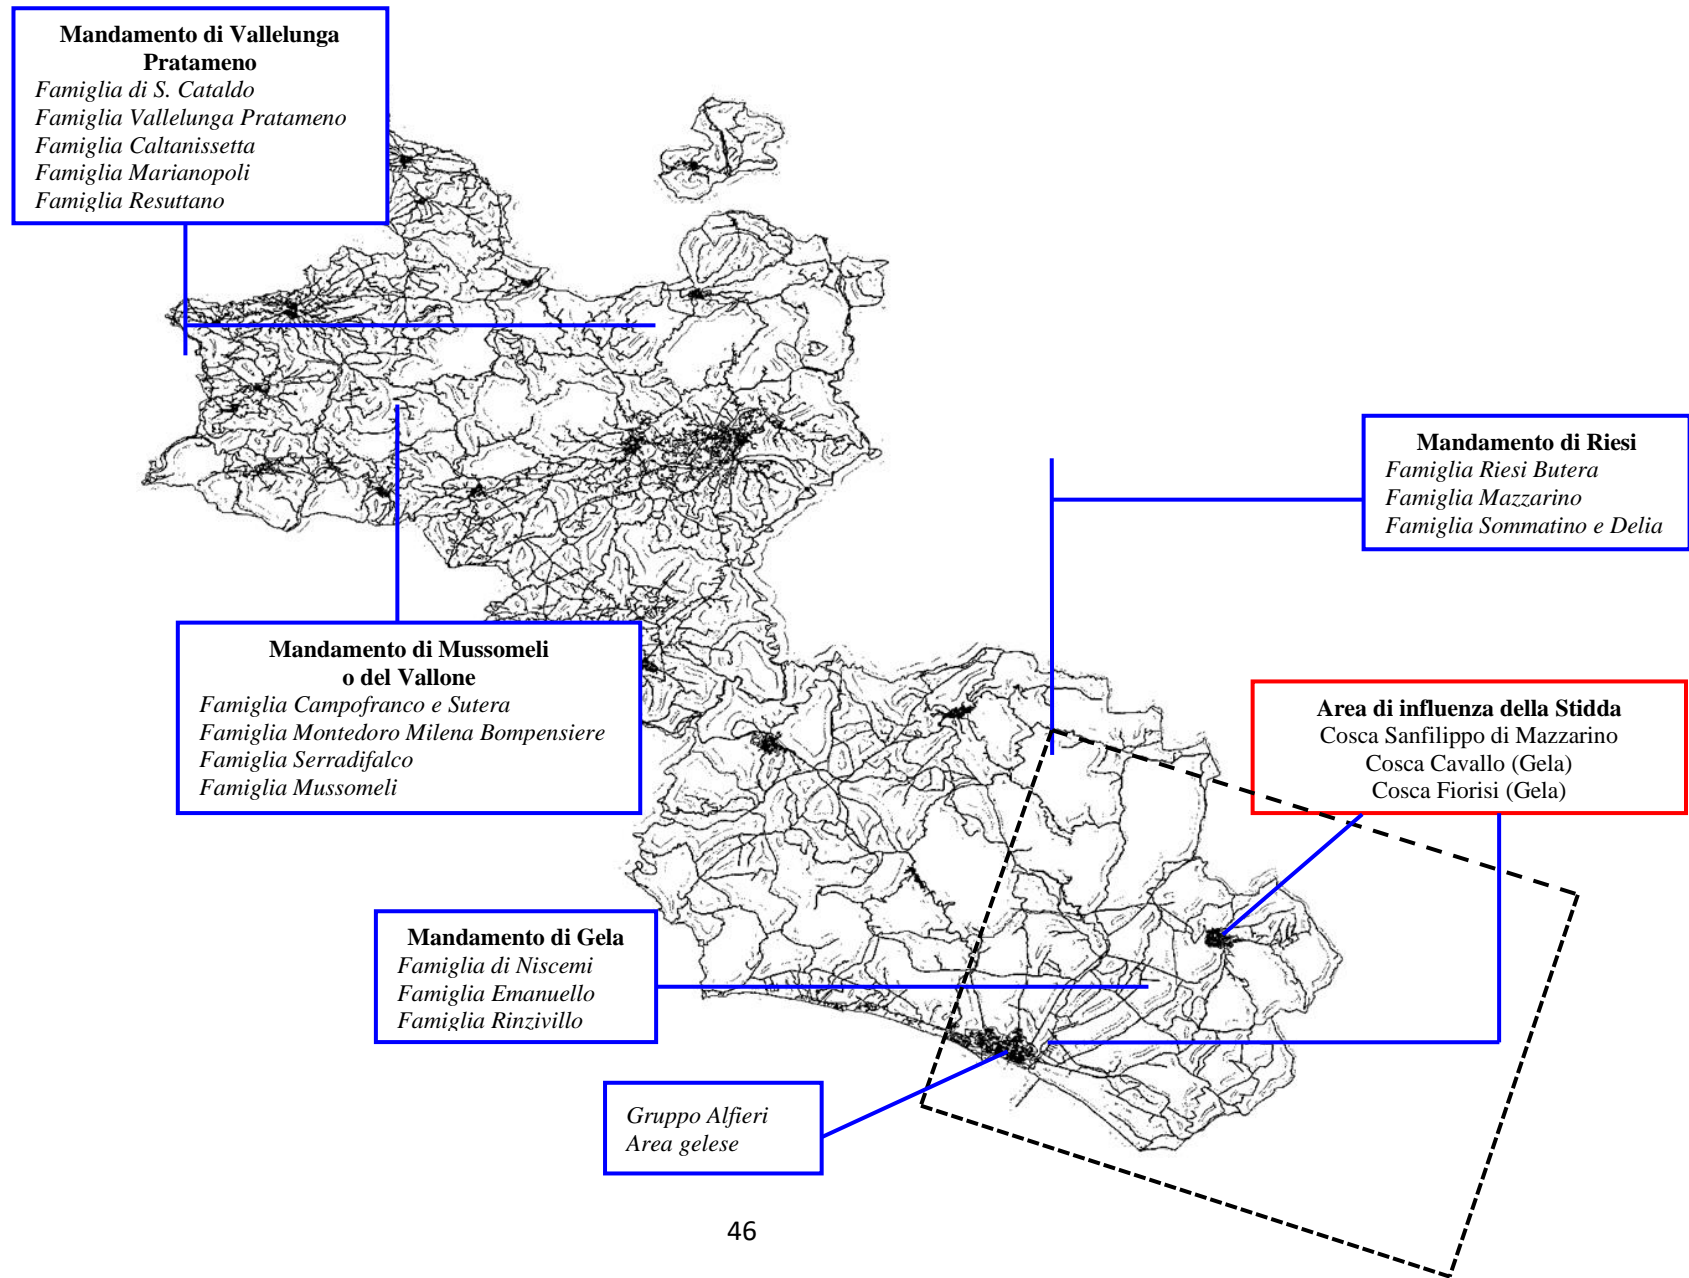 Mandamento di Vallelunga
Pratameno
Famiglia di S. Cataldo
Famiglia Vallelunga Pratameno
Famiglia Caltanissetta
Famiglia Marianopoli
Famiglia Resuttano
Mandamento di Riesi
Famiglia Riesi Butera
Famiglia Mazzarino
Famiglia Sommatino e Delia
Mandamento di Mussomeli
o del Vallone
Famiglia Campofranco e Sutera
Famiglia Montedoro Milena Bompensiere
Famiglia Serradifalco
Famiglia Mussomeli
Area di influenza della Stidda
Cosca Sanfilippo di Mazzarino
Cosca Cavallo (Gela)
Cosca Fiorisi (Gela)
Mandamento di Gela
Famiglia di Niscemi
Famiglia Emanuello
Famiglia Rinzivillo
Gruppo Alfieri
Area gelese
46